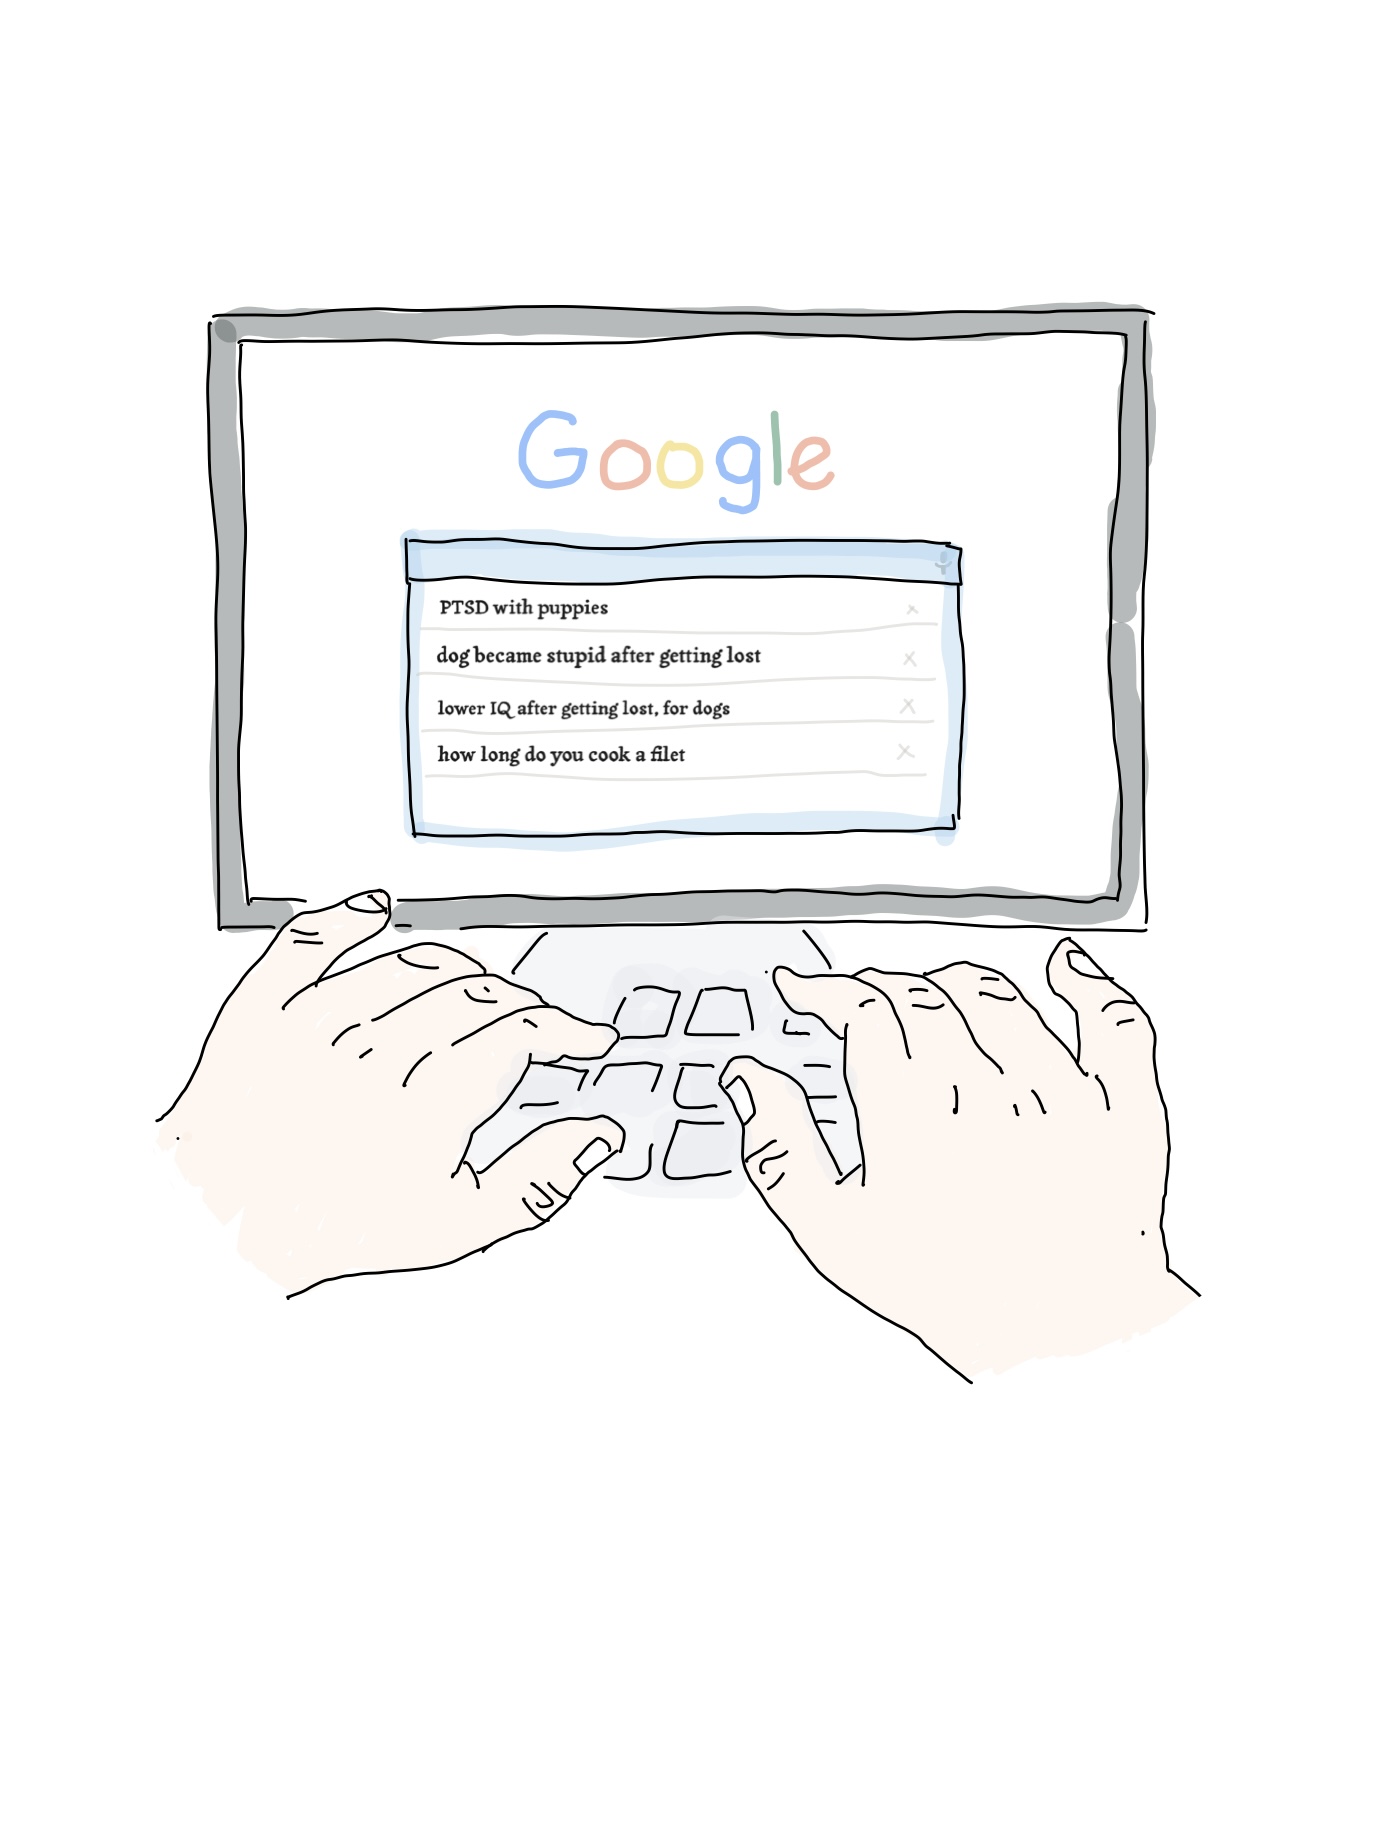 Google
PTSD with puppies
dog became stupid after getting lost
lower IQ after getting lost, for dogs
how long do you cook a filet